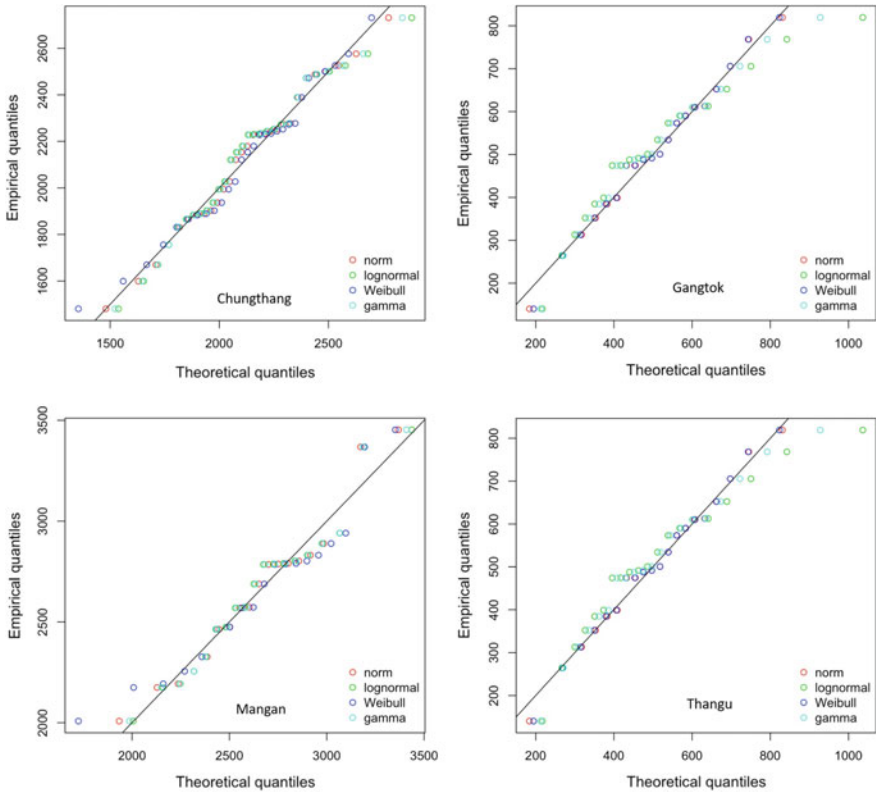 Empirical quantiles
1600 1800 2000 2200 2400 2600
norm
lognormal
Weibull
gamma
Chungthang
1500 2000 2500
Theoretical quantiles
Empirical quantiles
200 300 400 500 600 700 800
norm
lognormal
Weibull
gamma
Gangtok
200 400 600 800 1000
Theoretical quantiles
Empirical quantiles
2000 2500 3000 3500
norm
lognormal
Weibull
gamma
Mangan
2000 2500 3000 3500
Theoretical quantiles
Empirical quantiles
200 300 400 500 600 700 800
norm
lognormal
Weibull
gamma
Thangu
200 400 600 800 1000
Theoretical quantiles